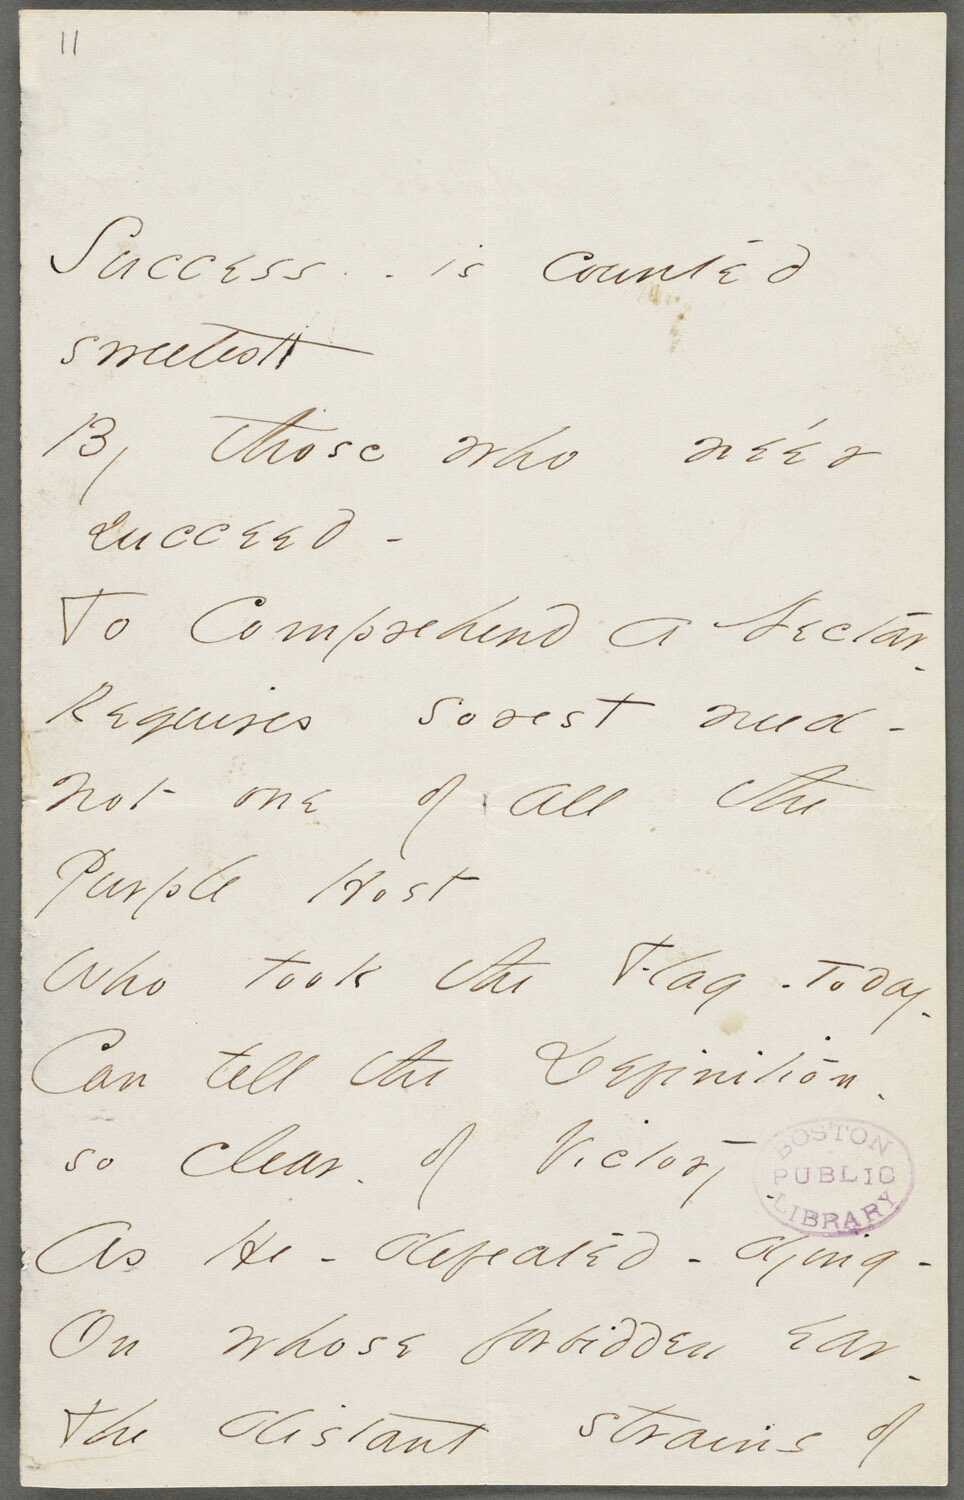 11
Success - is counted
sweetest
By those who ne'er
succeed -
To Comprehend a Nectar -
Requires sorest need -
not one of all the
Purple Host
Who took the Flag - Today -
Can tell the Definition -
so clear - of Victory -
As He - defeated - dying -
On whose forbidden ear -
the distant strains of
BOSTON
PUBLIC
LIBRARY